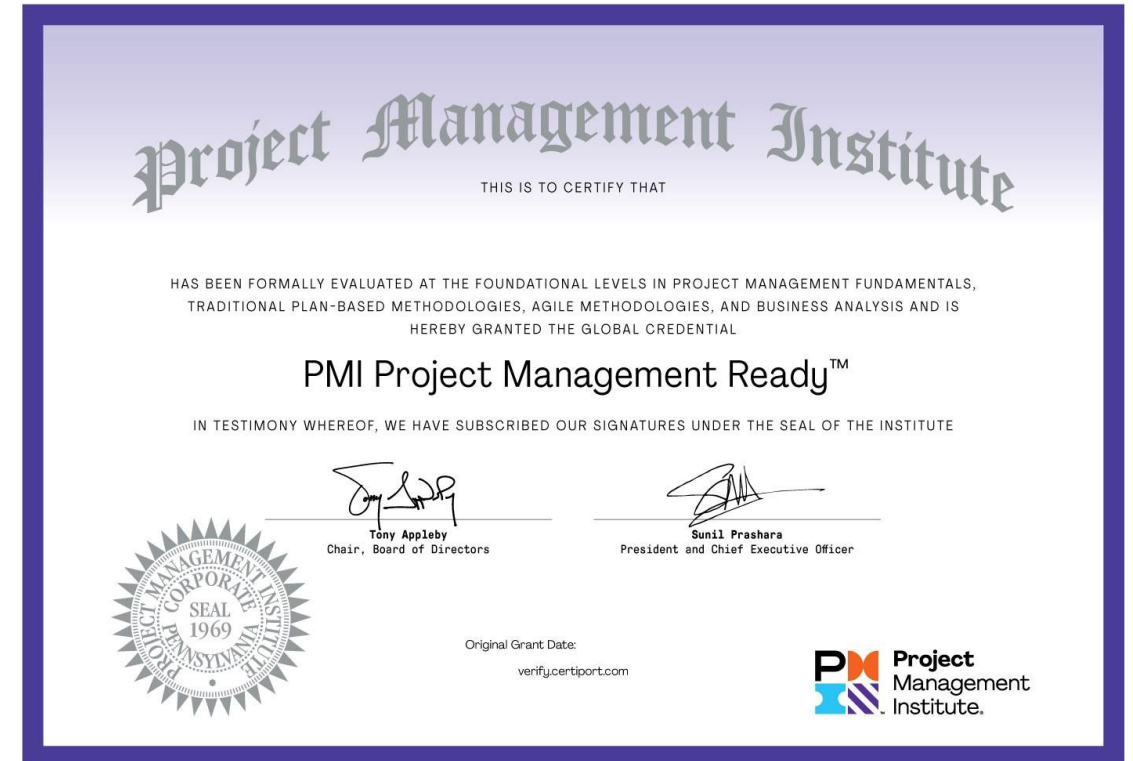 Project Management Institute
THIS IS TO CERTIFY THAT
HAS BEEN FORMALLY EVALUATED AT THE FOUNDATIONAL LEVELS IN PROJECT MANAGEMENT FUNDAMENTALS,
TRADITIONAL PLAN-BASED METHODOLOGIES, AGILE METHODOLOGIES, AND BUSINESS ANALYSIS AND IS
HEREBY GRANTED THE GLOBAL CREDENTIAL
PMI Project Management Ready™
IN TESTIMONY WHEREOF, WE HAVE SUBSCRIBED OUR SIGNATURES UNDER THE SEAL OF THE INSTITUTE
Tony Appleby
Chair, Board of Directors
Sunil Prashara
President and Chief Executive Officer
PROJECT MANAGEMENT INSTITUTE
CORPORATE
SEAL
1969
PENNSYLVANIA
Original Grant Date:
verify.certiport.com
Project
Management
Institute.